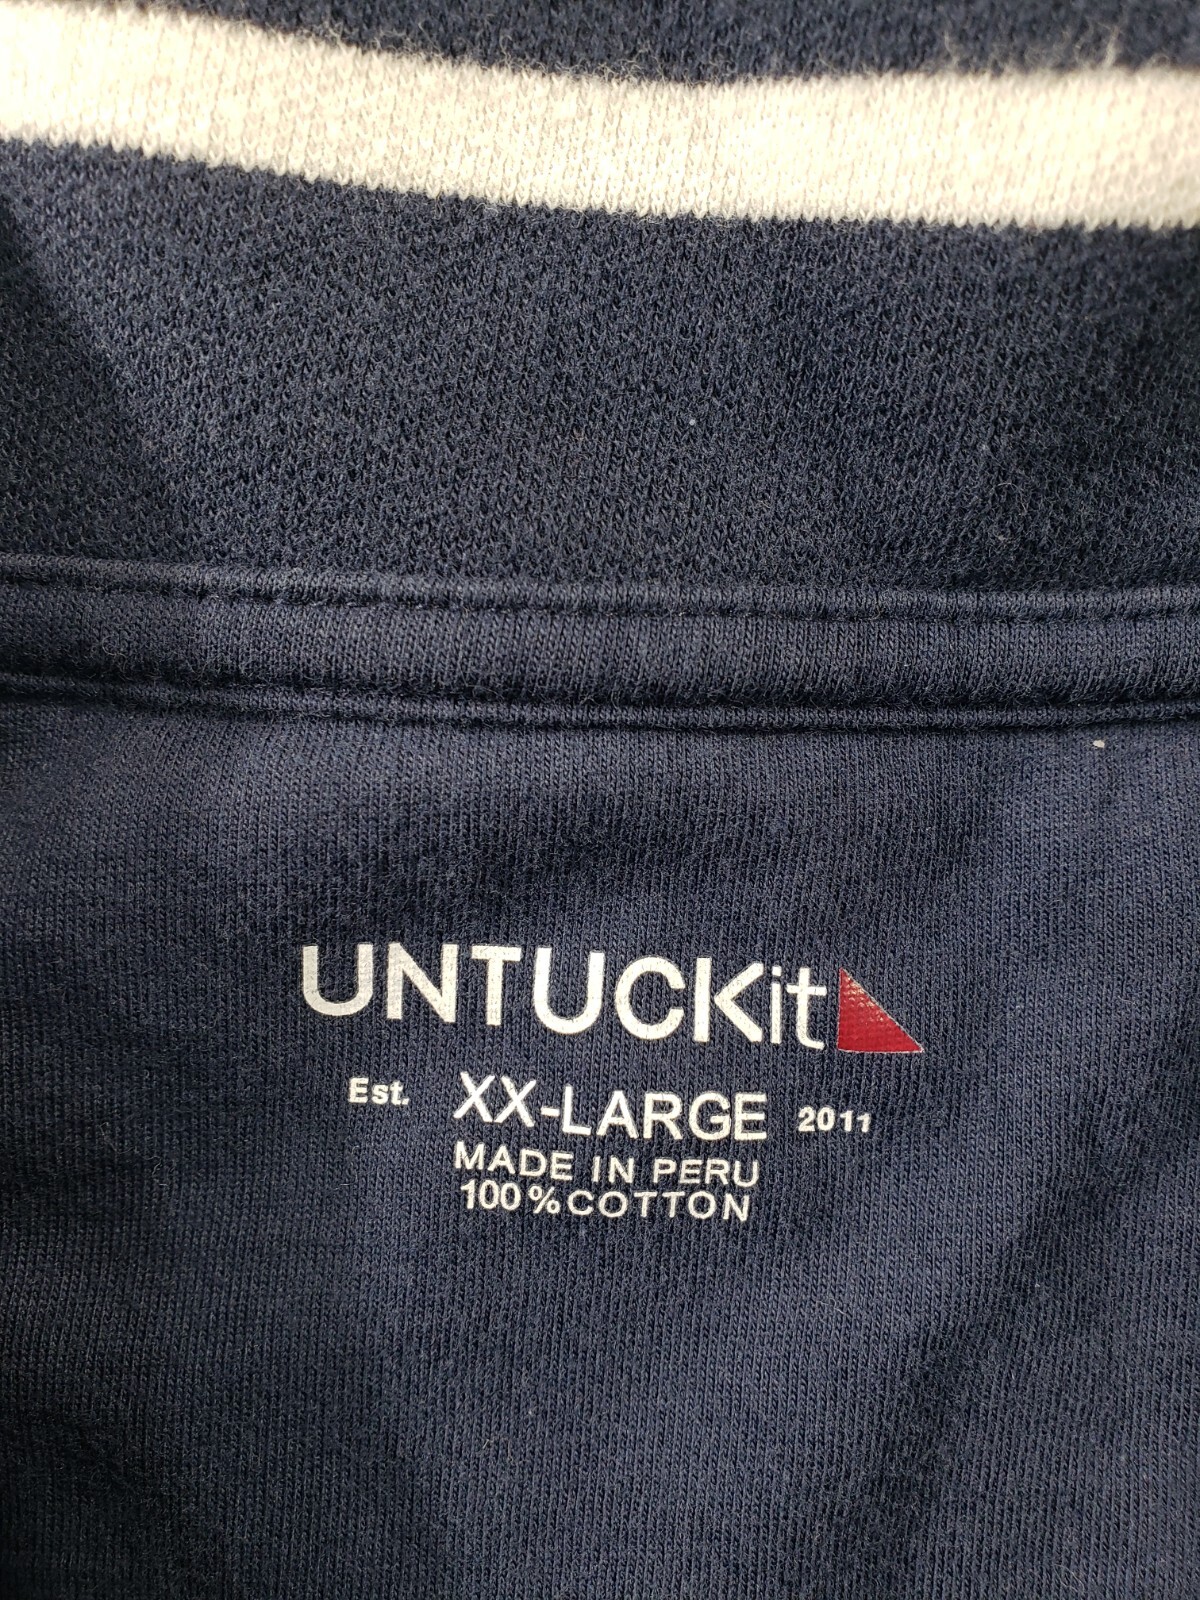 UNTUCKit
Est. XX-LARGE 2011
MADE IN PERU
100% COTTON